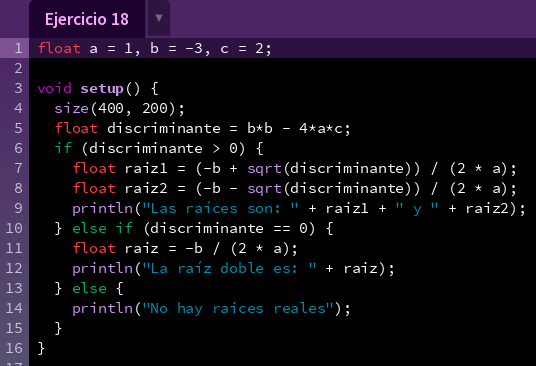 Ejercicio 18
1 float a = 1, b = -3, c = 2;
2
3 void setup() {
4   size(400, 200);
5   float discriminante = b*b - 4*a*c;
6   if (discriminante > 0) {
7     float raiz1 = (-b + sqrt(discriminante)) / (2 * a);
8     float raiz2 = (-b - sqrt(discriminante)) / (2 * a);
9     println("Las raíces son: " + raiz1 + " y " + raiz2);
10   } else if (discriminante == 0) {
11     float raiz = -b / (2 * a);
12     println("La raíz doble es: " + raiz);
13   } else {
14     println("No hay raices reales");
15   }
16 }
17